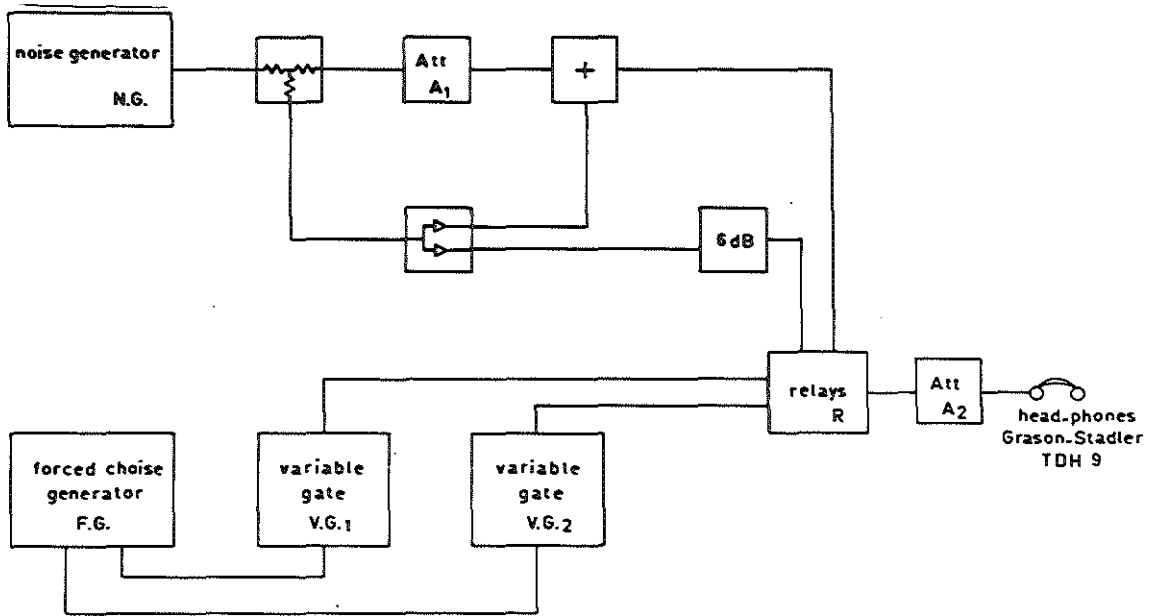 noise generator
N.G.
Att
A1
+
6dB
relays
R
Att
A2
head-phones
Grason-Stadler
TDH 9
forced choise
generator
F.G.
variable
gate
V.G.1
variable
gate
V.G.2